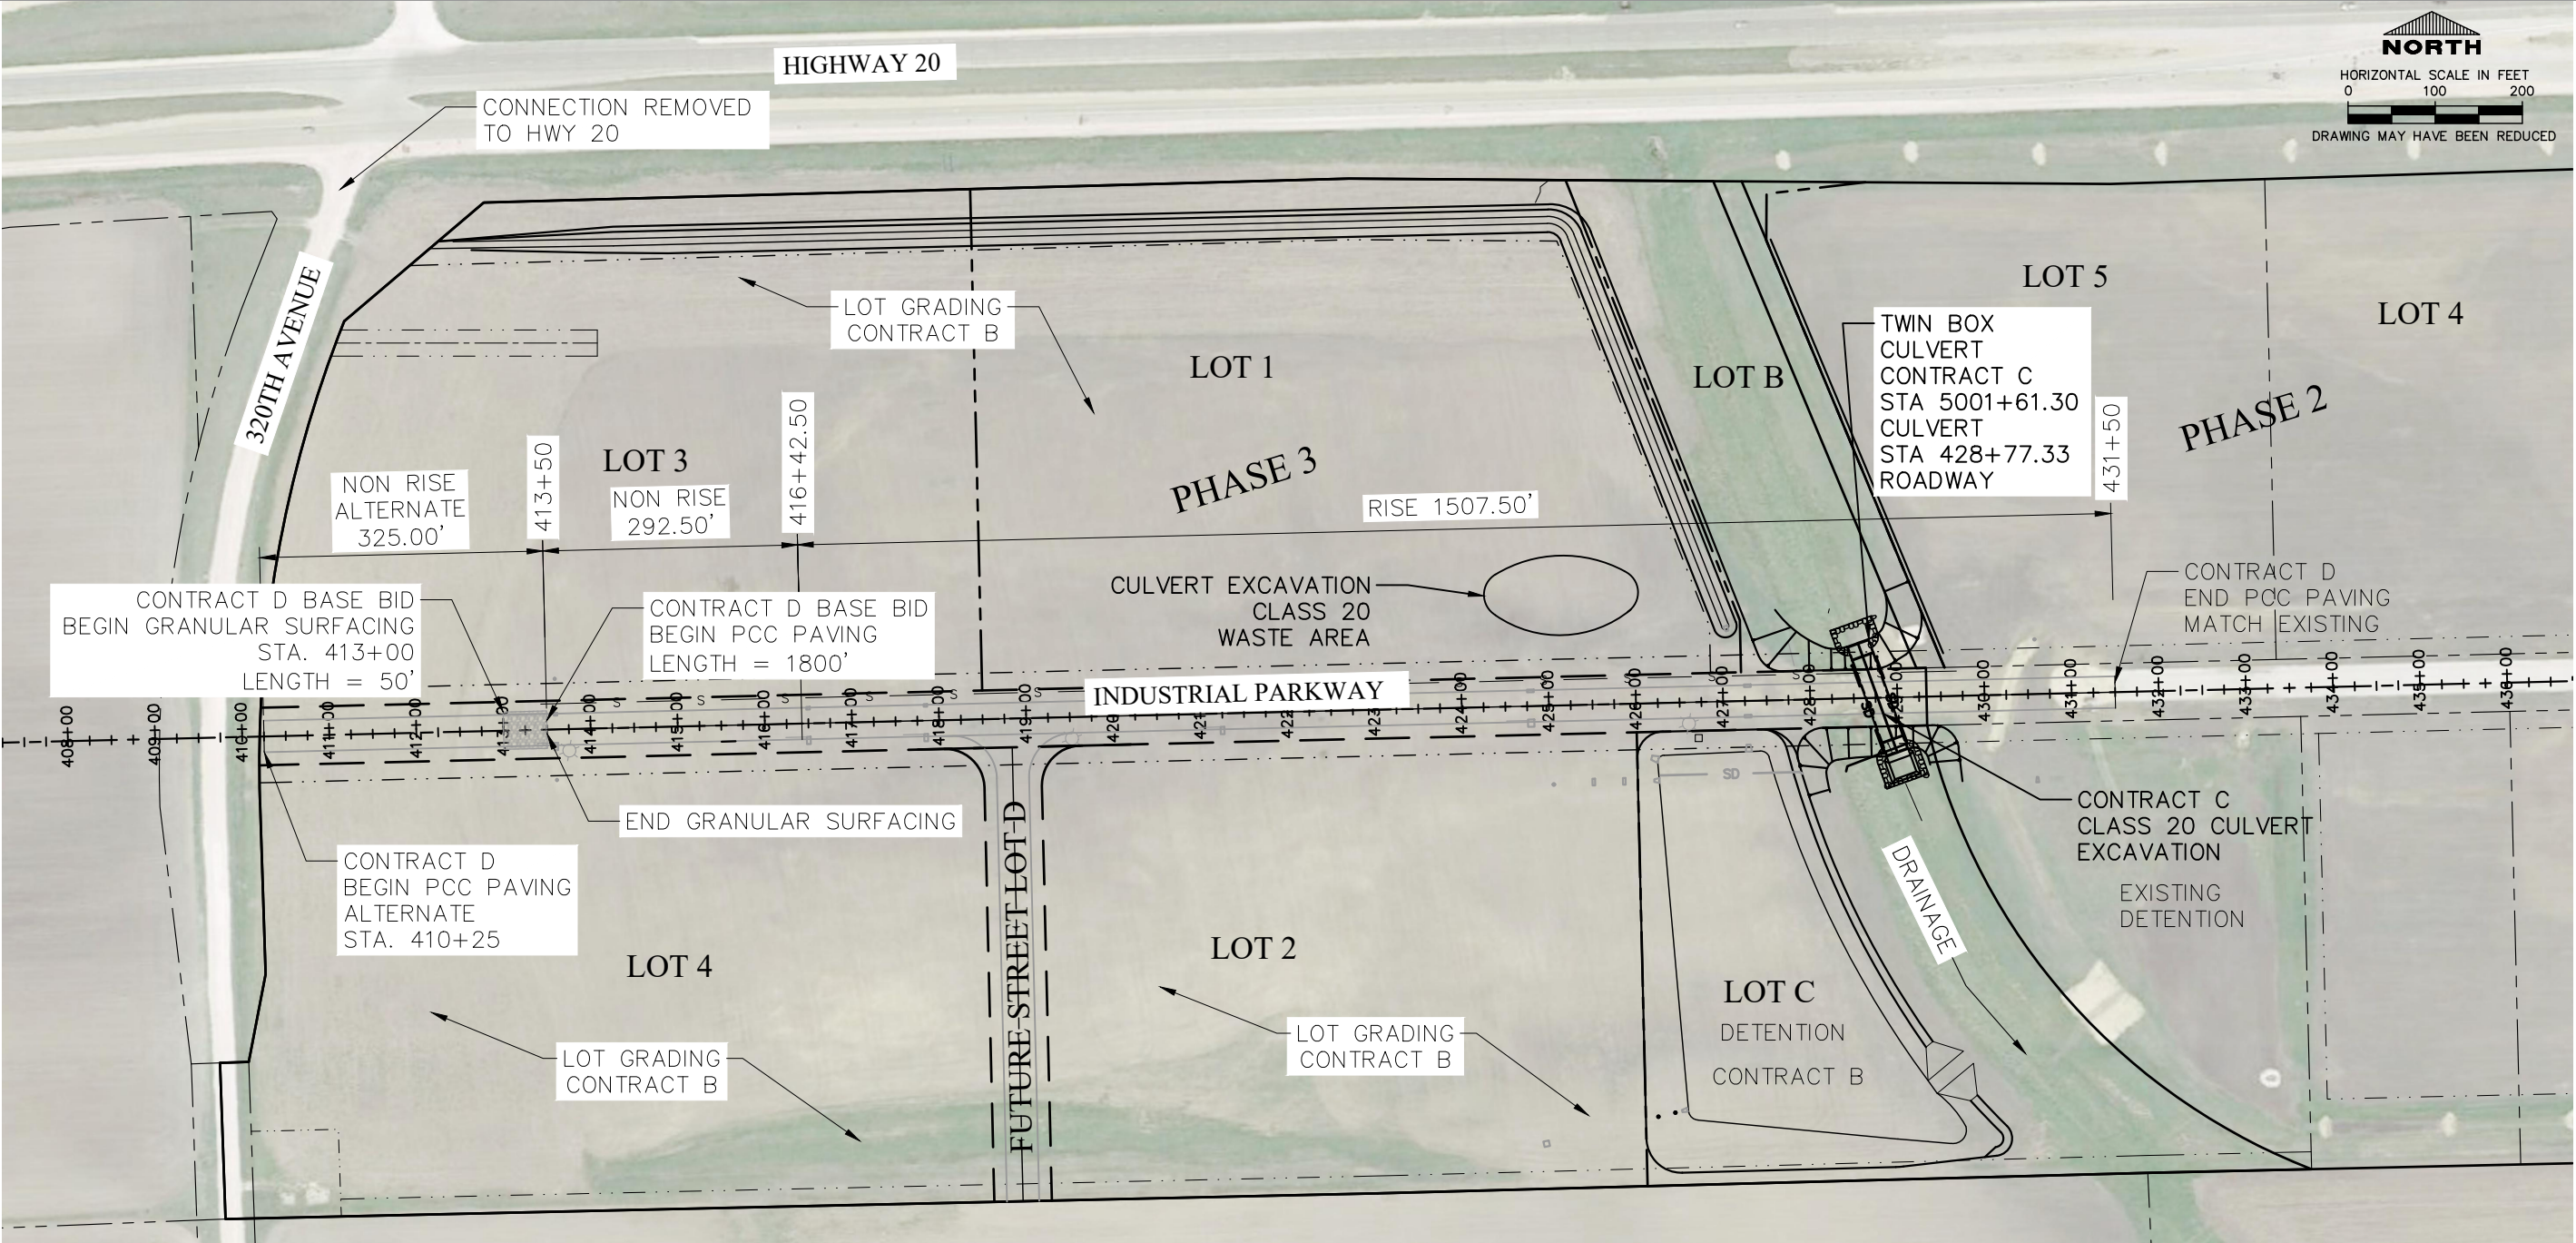 HIGHWAY 20
NORTH
HORIZONTAL SCALE IN FEET
0 100 200
DRAWING MAY HAVE BEEN REDUCED
CONNECTION REMOVED
TO HWY 20
320TH AVENUE
LOT GRADING
CONTRACT B
LOT 1
LOT B
LOT 5
LOT 4
TWIN BOX
CULVERT
CONTRACT C
STA 5001+61.30
CULVERT
STA 428+77.33
ROADWAY
PHASE 2
431+50
LOT 3
PHASE 3
NON RISE
ALTERNATE
325.00'
413+50
NON RISE
292.50'
416+42.50
RISE 1507.50'
CULVERT EXCAVATION
CLASS 20
WASTE AREA
CONTRACT D
END PCC PAVING
MATCH EXISTING
CONTRACT D BASE BID
BEGIN GRANULAR SURFACING
STA. 413+00
LENGTH = 50'
CONTRACT D BASE BID
BEGIN PCC PAVING
LENGTH = 1800'
INDUSTRIAL PARKWAY
S S S S S S S
408+00
409+00
410+00
411+00
412+00
413+00
414+00
415+00
416+00
417+00
418+00
419+00
420
421
422
423
424+00
425+00
426+00
427+00
428+00
429+00
430+00
431+00
432+00
433+00
434+00
435+00
436+00
SD
END GRANULAR SURFACING
CONTRACT D
BEGIN PCC PAVING
ALTERNATE
STA. 410+25
CONTRACT C
CLASS 20 CULVERT
EXCAVATION
EXISTING
DETENTION
DRAINAGE
FUTURE STREET LOT D
LOT 4
LOT 2
LOT C
DETENTION
CONTRACT B
LOT GRADING
CONTRACT B
LOT GRADING
CONTRACT B